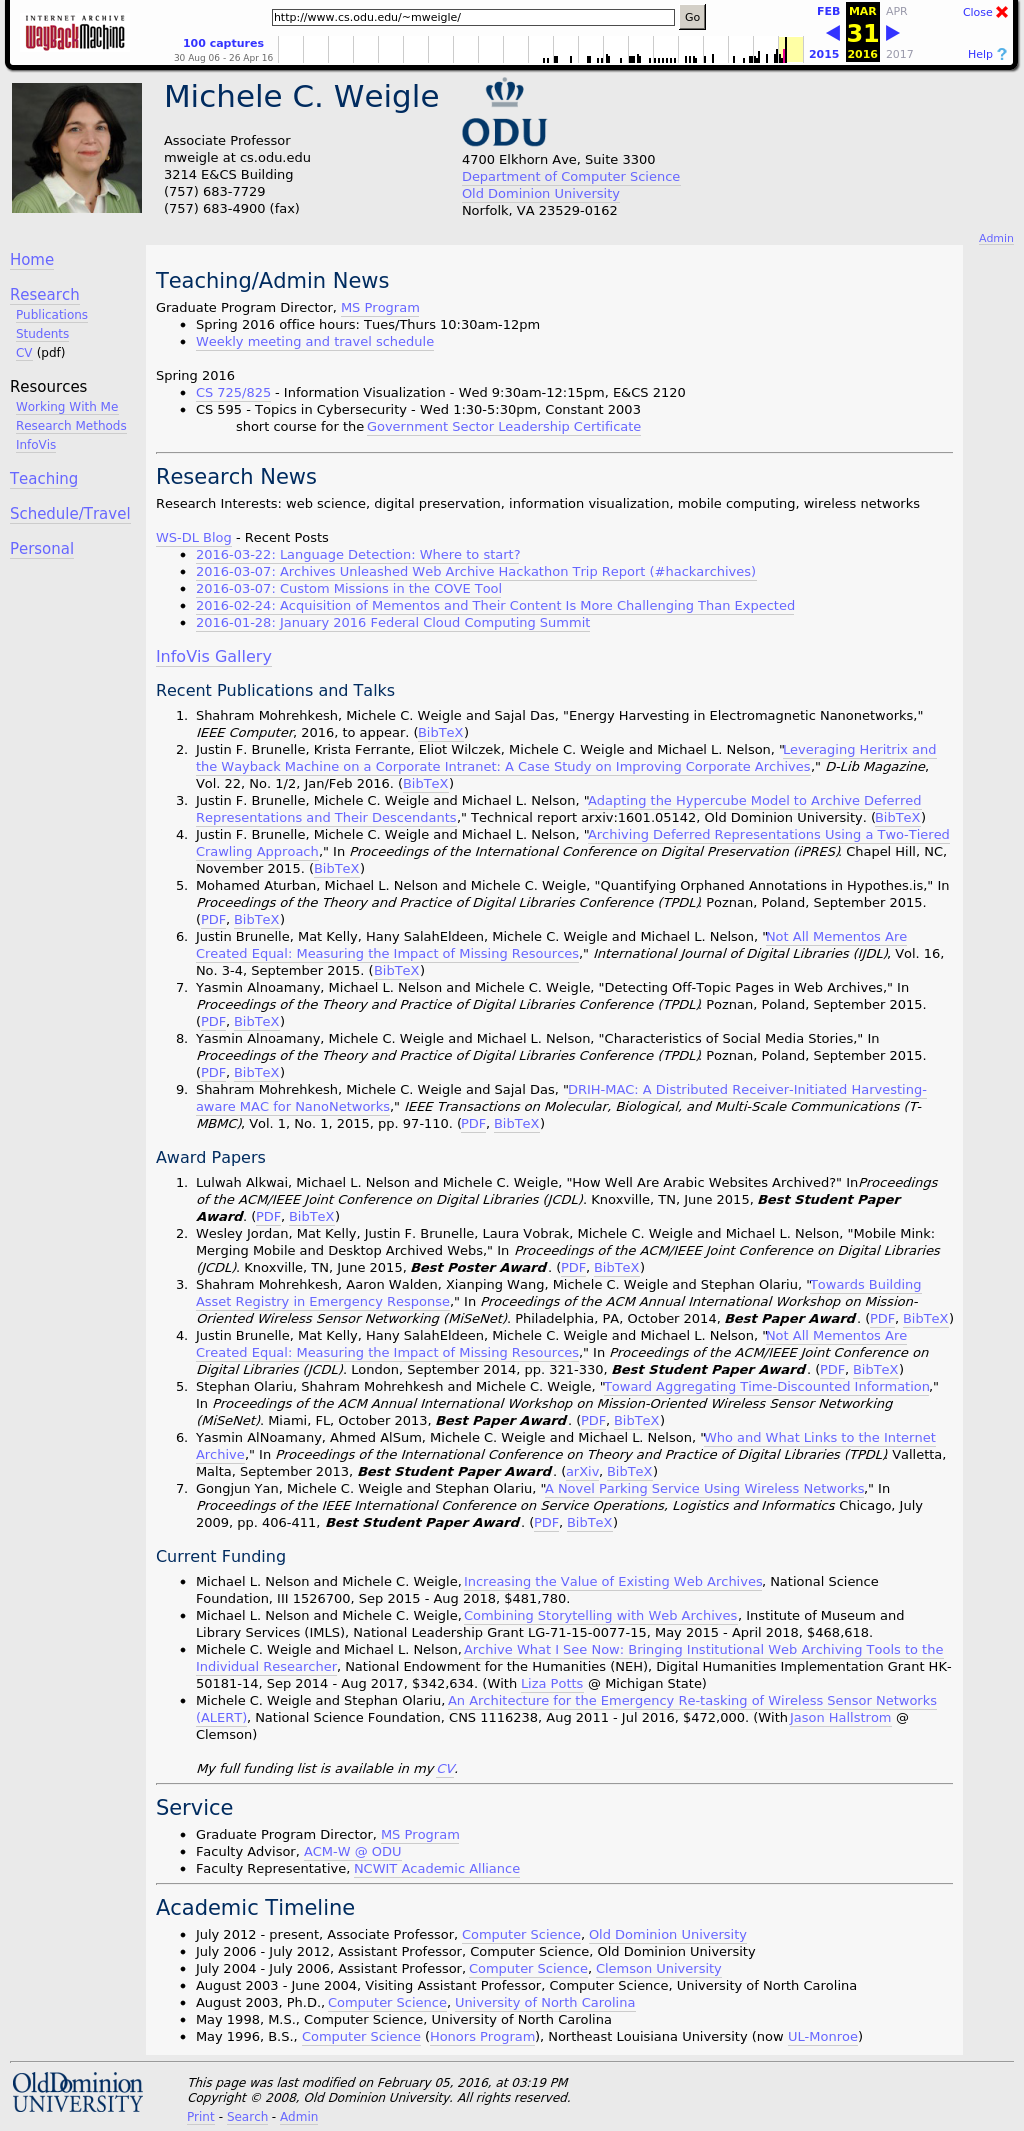 INTERNET ARCHIVE
WayBackMachine
http://www.cs.odu.edu/~mweigle/
Go
100 captures
30 Aug 06 - 26 Apr 16
FEB MAR APR
31
2015 2016 2017
Close
Help ?
Michele C. Weigle
Associate Professor
mweigle at cs.odu.edu
3214 E&CS Building
(757) 683-7729
(757) 683-4900 (fax)
ODU
4700 Elkhorn Ave, Suite 3300
Department of Computer Science
Old Dominion University
Norfolk, VA 23529-0162
Admin
Home
Research
Publications
Students
CV (pdf)
Resources
Working With Me
Research Methods
InfoVis
Teaching
Schedule/Travel
Personal
Teaching/Admin News
Graduate Program Director, MS Program
• Spring 2016 office hours: Tues/Thurs 10:30am-12pm
• Weekly meeting and travel schedule
Spring 2016
• CS 725/825 - Information Visualization - Wed 9:30am-12:15pm, E&CS 2120
• CS 595 - Topics in Cybersecurity - Wed 1:30-5:30pm, Constant 2003
short course for the Government Sector Leadership Certificate
Research News
Research Interests: web science, digital preservation, information visualization, mobile computing, wireless networks
WS-DL Blog - Recent Posts
• 2016-03-22: Language Detection: Where to start?
• 2016-03-07: Archives Unleashed Web Archive Hackathon Trip Report (#hackarchives)
• 2016-03-07: Custom Missions in the COVE Tool
• 2016-02-24: Acquisition of Mementos and Their Content Is More Challenging Than Expected
• 2016-01-28: January 2016 Federal Cloud Computing Summit
InfoVis Gallery
Recent Publications and Talks
1. Shahram Mohrehkesh, Michele C. Weigle and Sajal Das, "Energy Harvesting in Electromagnetic Nanonetworks,"
IEEE Computer, 2016, to appear. (BibTeX)
2. Justin F. Brunelle, Krista Ferrante, Eliot Wilczek, Michele C. Weigle and Michael L. Nelson, "Leveraging Heritrix and
the Wayback Machine on a Corporate Intranet: A Case Study on Improving Corporate Archives," D-Lib Magazine,
Vol. 22, No. 1/2, Jan/Feb 2016. (BibTeX)
3. Justin F. Brunelle, Michele C. Weigle and Michael L. Nelson, "Adapting the Hypercube Model to Archive Deferred
Representations and Their Descendants," Technical report arxiv:1601.05142, Old Dominion University. (BibTeX)
4. Justin F. Brunelle, Michele C. Weigle and Michael L. Nelson, "Archiving Deferred Representations Using a Two-Tiered
Crawling Approach," In Proceedings of the International Conference on Digital Preservation (iPRES). Chapel Hill, NC,
November 2015. (BibTeX)
5. Mohamed Aturban, Michael L. Nelson and Michele C. Weigle, "Quantifying Orphaned Annotations in Hypothes.is," In
Proceedings of the Theory and Practice of Digital Libraries Conference (TPDL). Poznan, Poland, September 2015.
(PDF, BibTeX)
6. Justin Brunelle, Mat Kelly, Hany SalahEldeen, Michele C. Weigle and Michael L. Nelson, "Not All Mementos Are
Created Equal: Measuring the Impact of Missing Resources," International Journal of Digital Libraries (IJDL), Vol. 16,
No. 3-4, September 2015. (BibTeX)
7. Yasmin Alnoamany, Michael L. Nelson and Michele C. Weigle, "Detecting Off-Topic Pages in Web Archives," In
Proceedings of the Theory and Practice of Digital Libraries Conference (TPDL). Poznan, Poland, September 2015.
(PDF, BibTeX)
8. Yasmin Alnoamany, Michele C. Weigle and Michael L. Nelson, "Characteristics of Social Media Stories," In
Proceedings of the Theory and Practice of Digital Libraries Conference (TPDL). Poznan, Poland, September 2015.
(PDF, BibTeX)
9. Shahram Mohrehkesh, Michele C. Weigle and Sajal Das, "DRIH-MAC: A Distributed Receiver-Initiated Harvesting-
aware MAC for NanoNetworks," IEEE Transactions on Molecular, Biological, and Multi-Scale Communications (T-
MBMC), Vol. 1, No. 1, 2015, pp. 97-110. (PDF, BibTeX)
Award Papers
1. Lulwah Alkwai, Michael L. Nelson and Michele C. Weigle, "How Well Are Arabic Websites Archived?" In Proceedings
of the ACM/IEEE Joint Conference on Digital Libraries (JCDL). Knoxville, TN, June 2015, Best Student Paper
Award. (PDF, BibTeX)
2. Wesley Jordan, Mat Kelly, Justin F. Brunelle, Laura Vobrak, Michele C. Weigle and Michael L. Nelson, "Mobile Mink:
Merging Mobile and Desktop Archived Webs," In Proceedings of the ACM/IEEE Joint Conference on Digital Libraries
(JCDL). Knoxville, TN, June 2015, Best Poster Award. (PDF, BibTeX)
3. Shahram Mohrehkesh, Aaron Walden, Xianping Wang, Michele C. Weigle and Stephan Olariu, "Towards Building
Asset Registry in Emergency Response," In Proceedings of the ACM Annual International Workshop on Mission-
Oriented Wireless Sensor Networking (MiSeNet). Philadelphia, PA, October 2014, Best Paper Award. (PDF, BibTeX)
4. Justin Brunelle, Mat Kelly, Hany SalahEldeen, Michele C. Weigle and Michael L. Nelson, "Not All Mementos Are
Created Equal: Measuring the Impact of Missing Resources," In Proceedings of the ACM/IEEE Joint Conference on
Digital Libraries (JCDL). London, September 2014, pp. 321-330, Best Student Paper Award. (PDF, BibTeX)
5. Stephan Olariu, Shahram Mohrehkesh and Michele C. Weigle, "Toward Aggregating Time-Discounted Information,"
In Proceedings of the ACM Annual International Workshop on Mission-Oriented Wireless Sensor Networking
(MiSeNet). Miami, FL, October 2013, Best Paper Award. (PDF, BibTeX)
6. Yasmin AlNoamany, Ahmed AlSum, Michele C. Weigle and Michael L. Nelson, "Who and What Links to the Internet
Archive," In Proceedings of the International Conference on Theory and Practice of Digital Libraries (TPDL). Valletta,
Malta, September 2013, Best Student Paper Award. (arXiv, BibTeX)
7. Gongjun Yan, Michele C. Weigle and Stephan Olariu, "A Novel Parking Service Using Wireless Networks," In
Proceedings of the IEEE International Conference on Service Operations, Logistics and Informatics. Chicago, July
2009, pp. 406-411, Best Student Paper Award. (PDF, BibTeX)
Current Funding
• Michael L. Nelson and Michele C. Weigle, Increasing the Value of Existing Web Archives, National Science
Foundation, III 1526700, Sep 2015 - Aug 2018, $481,780.
• Michael L. Nelson and Michele C. Weigle, Combining Storytelling with Web Archives, Institute of Museum and
Library Services (IMLS), National Leadership Grant LG-71-15-0077-15, May 2015 - April 2018, $468,618.
• Michele C. Weigle and Michael L. Nelson, Archive What I See Now: Bringing Institutional Web Archiving Tools to the
Individual Researcher, National Endowment for the Humanities (NEH), Digital Humanities Implementation Grant HK-
50181-14, Sep 2014 - Aug 2017, $342,634. (With Liza Potts @ Michigan State)
• Michele C. Weigle and Stephan Olariu, An Architecture for the Emergency Re-tasking of Wireless Sensor Networks
(ALERT), National Science Foundation, CNS 1116238, Aug 2011 - Jul 2016, $472,000. (With Jason Hallstrom @
Clemson)
My full funding list is available in my CV.
Service
• Graduate Program Director, MS Program
• Faculty Advisor, ACM-W @ ODU
• Faculty Representative, NCWIT Academic Alliance
Academic Timeline
• July 2012 - present, Associate Professor, Computer Science, Old Dominion University
• July 2006 - July 2012, Assistant Professor, Computer Science, Old Dominion University
• July 2004 - July 2006, Assistant Professor, Computer Science, Clemson University
• August 2003 - June 2004, Visiting Assistant Professor, Computer Science, University of North Carolina
• August 2003, Ph.D., Computer Science, University of North Carolina
• May 1998, M.S., Computer Science, University of North Carolina
• May 1996, B.S., Computer Science (Honors Program), Northeast Louisiana University (now UL-Monroe)
Old Dominion
UNIVERSITY
This page was last modified on February 05, 2016, at 03:19 PM
Copyright © 2008, Old Dominion University. All rights reserved.
Print - Search - Admin